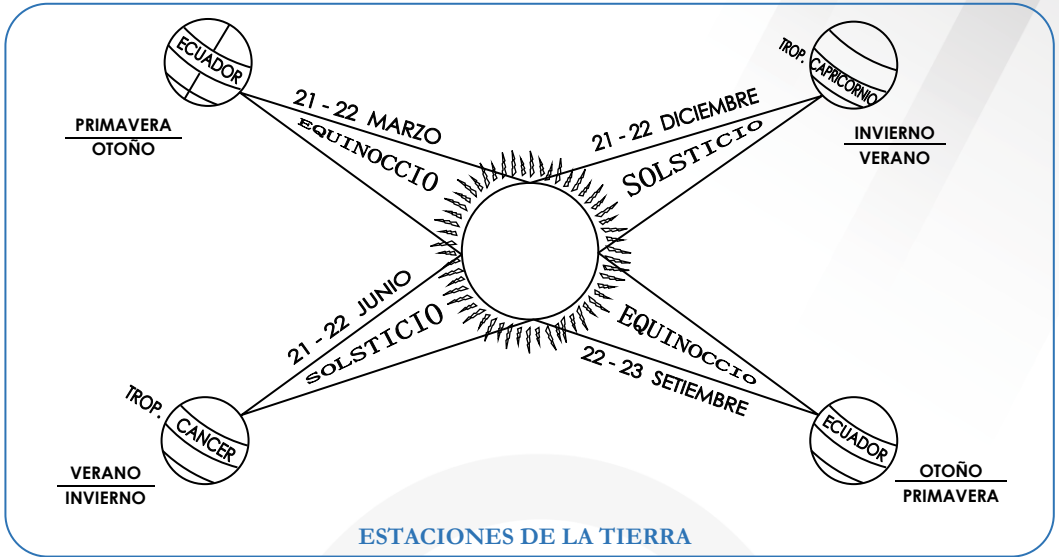 ECUADOR
21 - 22 MARZO
EQUINOCCIO
PRIMAVERA
OTOÑO
TROP. CAPRICORNIO
21 - 22 DICIEMBRE
SOLSTICIO
INVIERNO
VERANO
21 - 22 JUNIO
SOLSTICIO
TROP. CANCER
VERANO
INVIERNO
EQUINOCCIO
22 - 23 SETIEMBRE
ECUADOR
OTOÑO
PRIMAVERA
ESTACIONES DE LA TIERRA